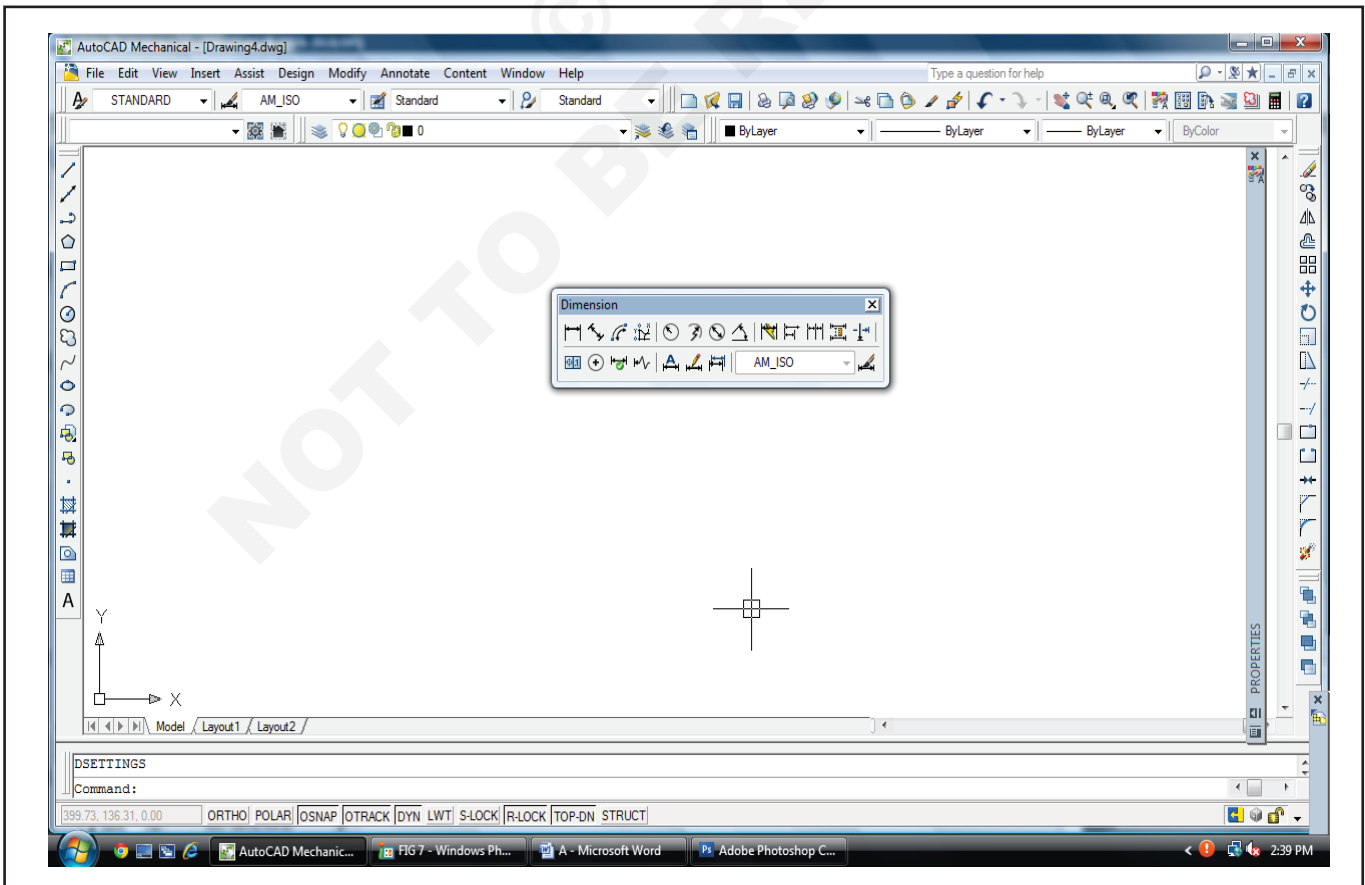 AutoCAD Mechanical - [Drawing4.dwg]
File Edit View Insert Assist Design Modify Annotate Content Window Help Type a question for help
STANDARD AM_ISO Standard Standard
0 ByLayer ByLayer ByLayer ByColor
Dimension
AM_ISO
A
Y
X
PROPERTIES
Model Layout1 Layout2
DSETTINGS
Command:
399.73, 136.31, 0.00 ORTHO POLAR OSNAP OTRACK DYN LWT S-LOCK R-LOCK TOP-DN STRUCT
AutoCAD Mechanic... FIG 7 - Windows Ph... A - Microsoft Word Ps Adobe Photoshop C... 2:39 PM
©
NOT TO BE